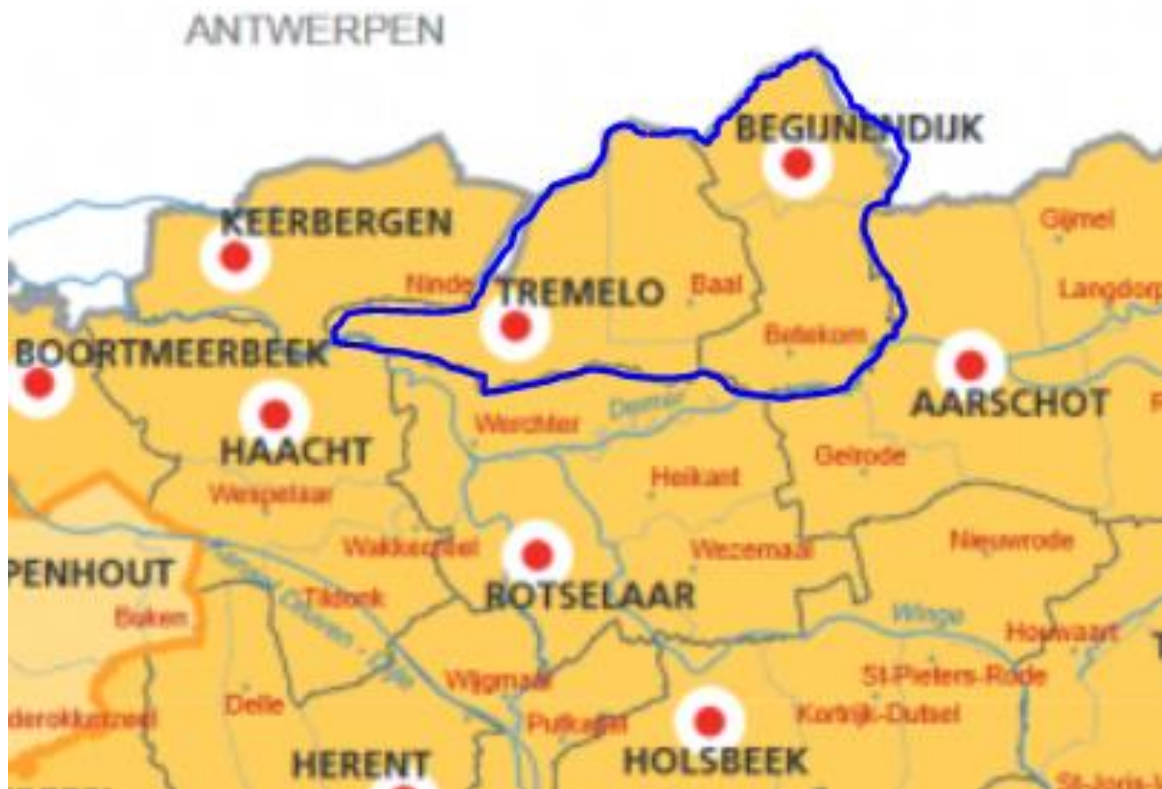 ANTWERPEN
BEGIJNENDIJK
KEERBERGEN
Gijmel
Ninde
TREMELO
Baal
Langdorp
Betekom
BOORTMEERBEEK
AARSCHOT
Demer
HAACHT
Werchter
Gelrode
Wespelaar
Heikant
Wakkerzeel
Wezemaal
Nieuwrode
PENHOUT
Tildonk
ROTSELAAR
Buken
Winge
Houwaart
Wijgmaal
St-Pieters-Rode
Delle
Putkapel
Kortrijk-Dutsel
HERENT
HOLSBEEK